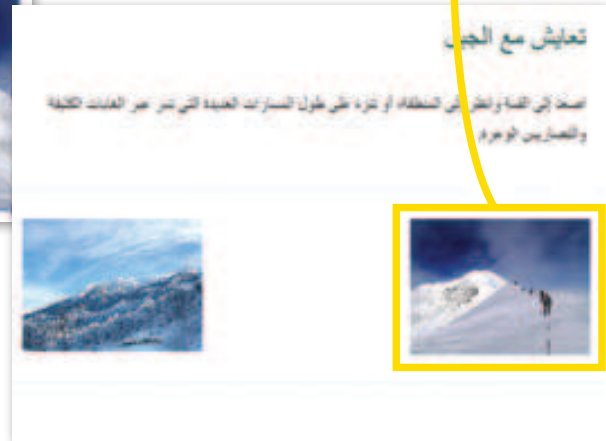 تعايش مع الجبل
اصعد إلى القمة وانظر إلى المنطقة، أو تنزه على طول المسارات العديدة التي تمر عبر الغابات الكثيفة
والتضاريس الوعرة.